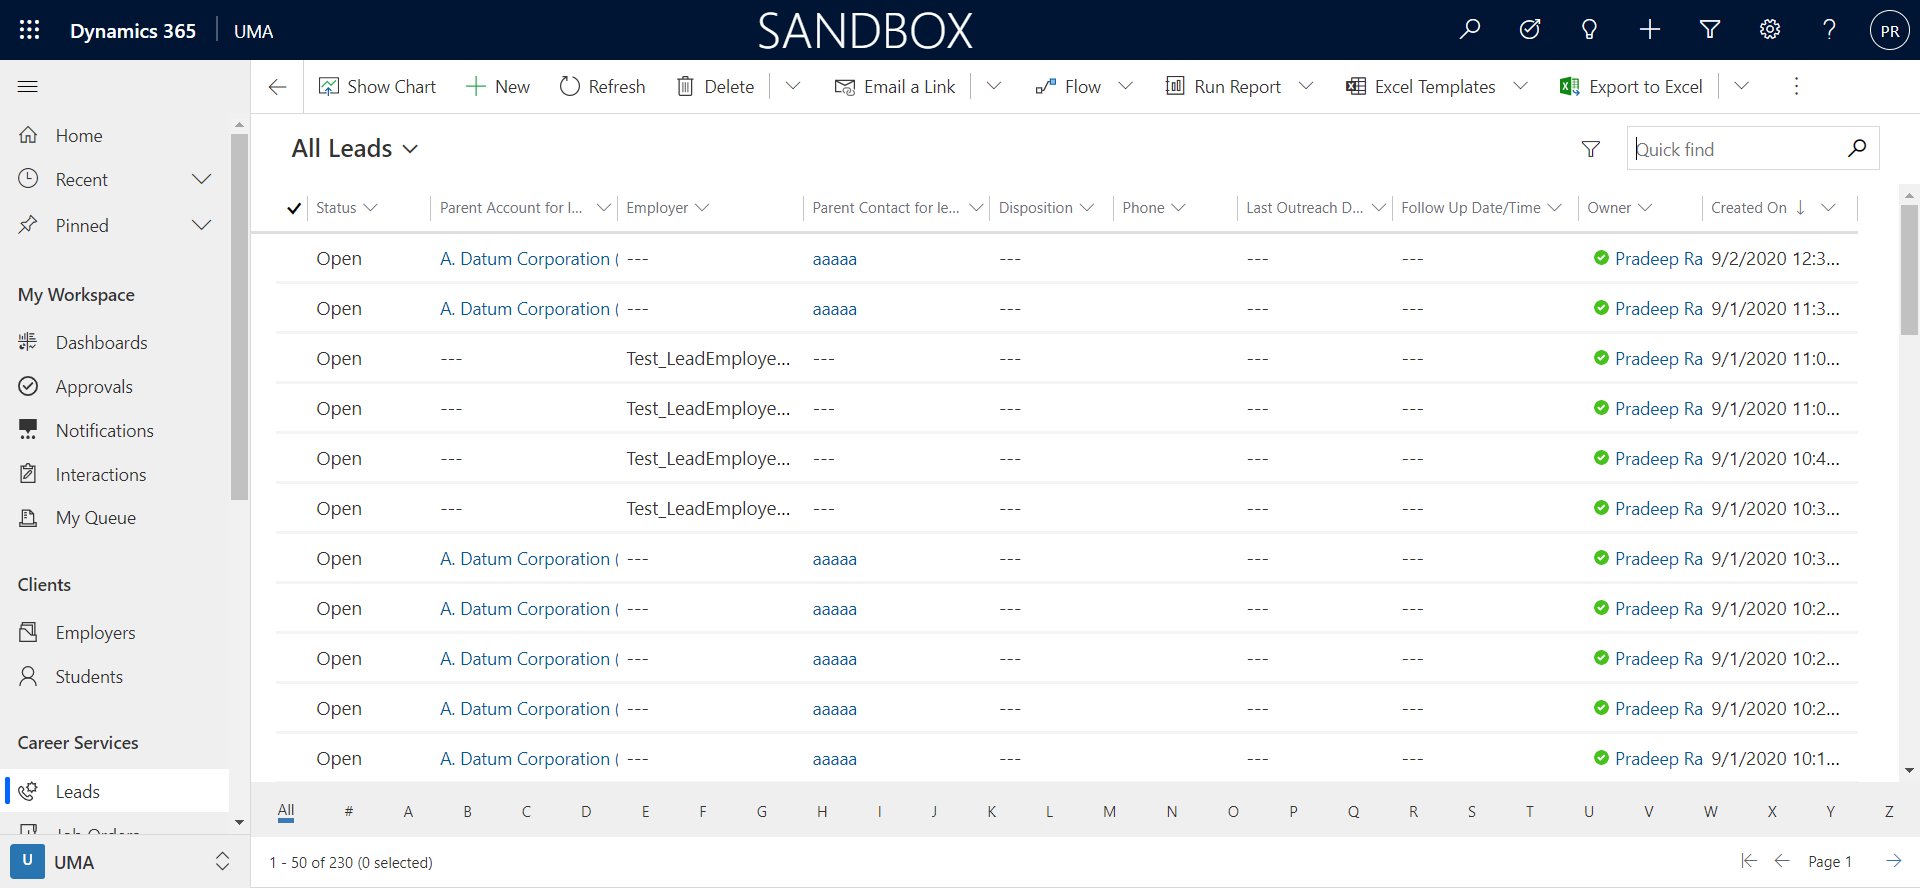 Dynamics 365 UMA SANDBOX PR
Show Chart New Refresh Delete Email a Link Flow Run Report Excel Templates Export to Excel
Home
Recent
Pinned
My Workspace
Dashboards
Approvals
Notifications
Interactions
My Queue
Clients
Employers
Students
Career Services
Leads
Job Orders
U UMA
All Leads Quick find
Status Parent Account for l... Employer Parent Contact for le... Disposition Phone Last Outreach D... Follow Up Date/Time Owner Created On
Open A. Datum Corporation ( --- aaaaa --- --- --- Pradeep Ra 9/2/2020 12:3...
Open A. Datum Corporation ( --- aaaaa --- --- --- Pradeep Ra 9/1/2020 11:3...
Open --- Test_LeadEmploye... --- --- --- --- Pradeep Ra 9/1/2020 11:0...
Open --- Test_LeadEmploye... --- --- --- --- Pradeep Ra 9/1/2020 11:0...
Open --- Test_LeadEmploye... --- --- --- --- Pradeep Ra 9/1/2020 10:4...
Open --- Test_LeadEmploye... --- --- --- --- Pradeep Ra 9/1/2020 10:3...
Open A. Datum Corporation ( --- aaaaa --- --- --- Pradeep Ra 9/1/2020 10:3...
Open A. Datum Corporation ( --- aaaaa --- --- --- Pradeep Ra 9/1/2020 10:2...
Open A. Datum Corporation ( --- aaaaa --- --- --- Pradeep Ra 9/1/2020 10:2...
Open A. Datum Corporation ( --- aaaaa --- --- --- Pradeep Ra 9/1/2020 10:2...
Open A. Datum Corporation ( --- aaaaa --- --- --- Pradeep Ra 9/1/2020 10:1...
All # A B C D E F G H I J K L M N O P Q R S T U V W X Y Z
1 - 50 of 230 (0 selected) Page 1